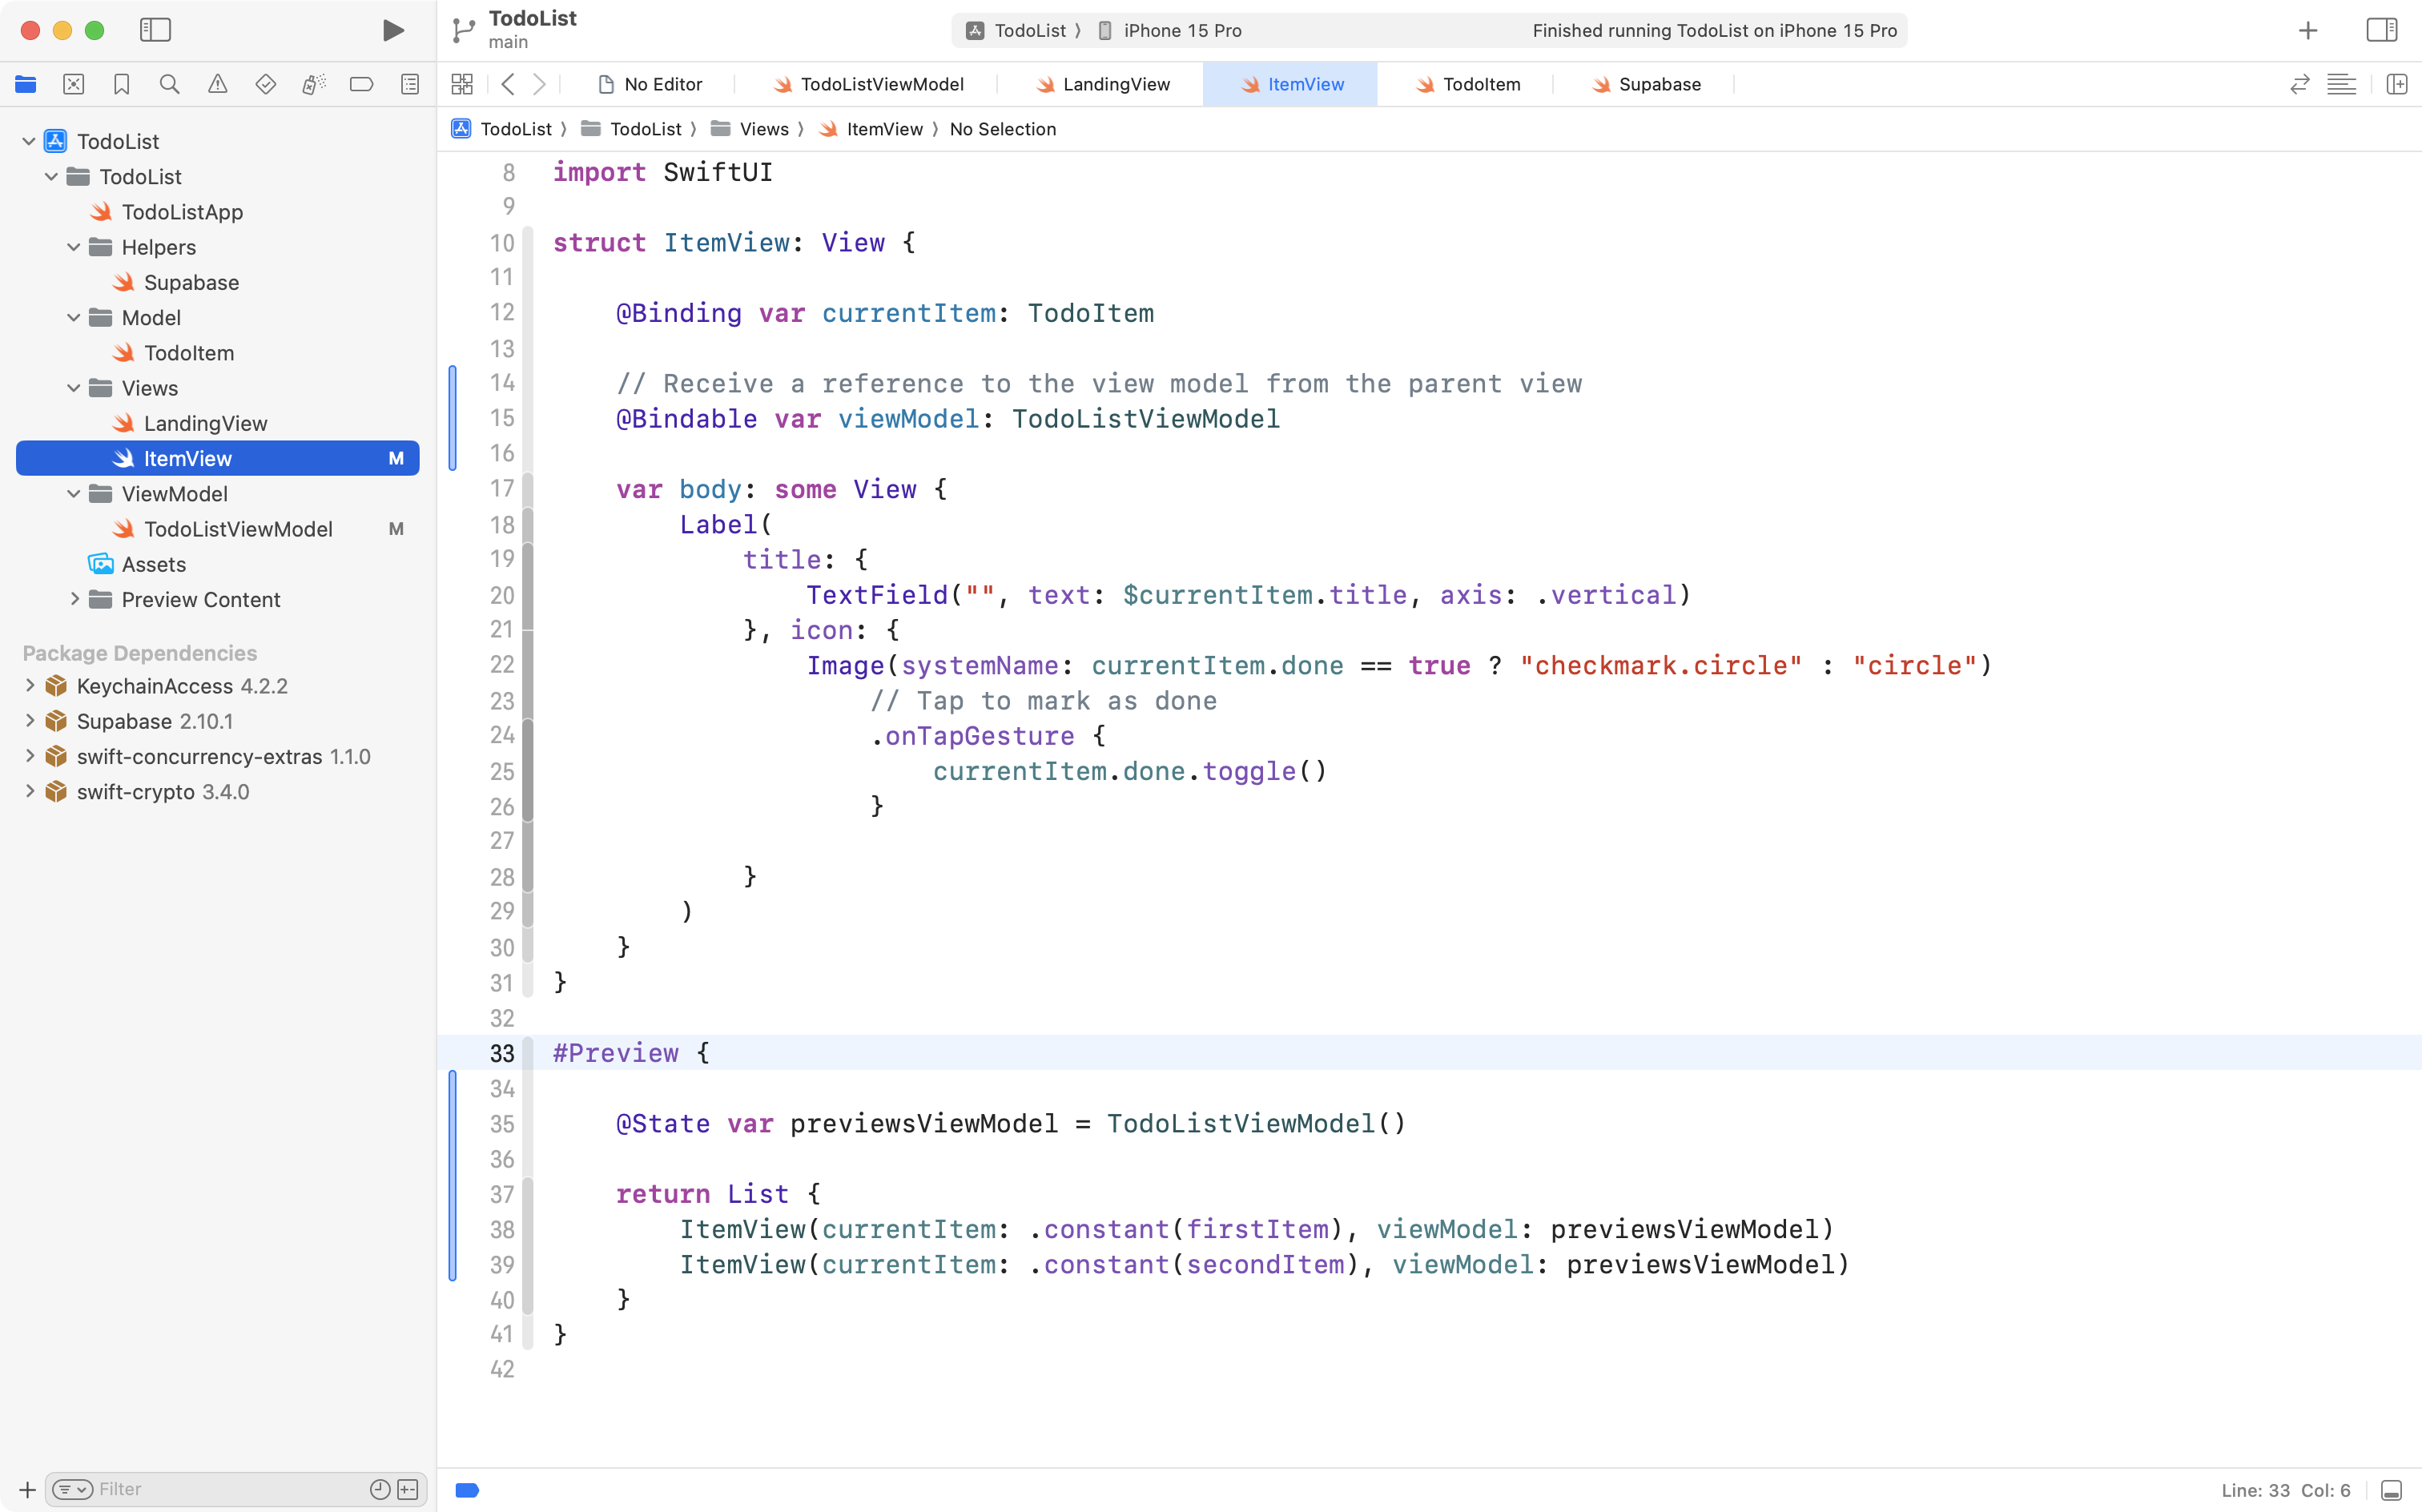 TodoList
main
TodoList ⟩ iPhone 15 Pro
Finished running TodoList on iPhone 15 Pro
No Editor
TodoListViewModel
LandingView
ItemView
TodoItem
Supabase
TodoList ⟩ TodoList ⟩ Views ⟩ ItemView ⟩ No Selection
TodoList
TodoList
TodoListApp
Helpers
Supabase
Model
TodoItem
Views
LandingView
ItemView M
ViewModel
TodoListViewModel M
Assets
Preview Content
Package Dependencies
KeychainAccess 4.2.2
Supabase 2.10.1
swift-concurrency-extras 1.1.0
swift-crypto 3.4.0
Filter
8 import SwiftUI
9
10 struct ItemView: View {
11
12     @Binding var currentItem: TodoItem
13
14     // Receive a reference to the view model from the parent view
15     @Bindable var viewModel: TodoListViewModel
16
17     var body: some View {
18         Label(
19             title: {
20                 TextField("", text: $currentItem.title, axis: .vertical)
21             }, icon: {
22                 Image(systemName: currentItem.done == true ? "checkmark.circle" : "circle")
23                     // Tap to mark as done
24                     .onTapGesture {
25                         currentItem.done.toggle()
26                     }
27
28             }
29         )
30     }
31 }
32
33 #Preview {
34
35     @State var previewsViewModel = TodoListViewModel()
36
37     return List {
38         ItemView(currentItem: .constant(firstItem), viewModel: previewsViewModel)
39         ItemView(currentItem: .constant(secondItem), viewModel: previewsViewModel)
40     }
41 }
42
Line: 33 Col: 6